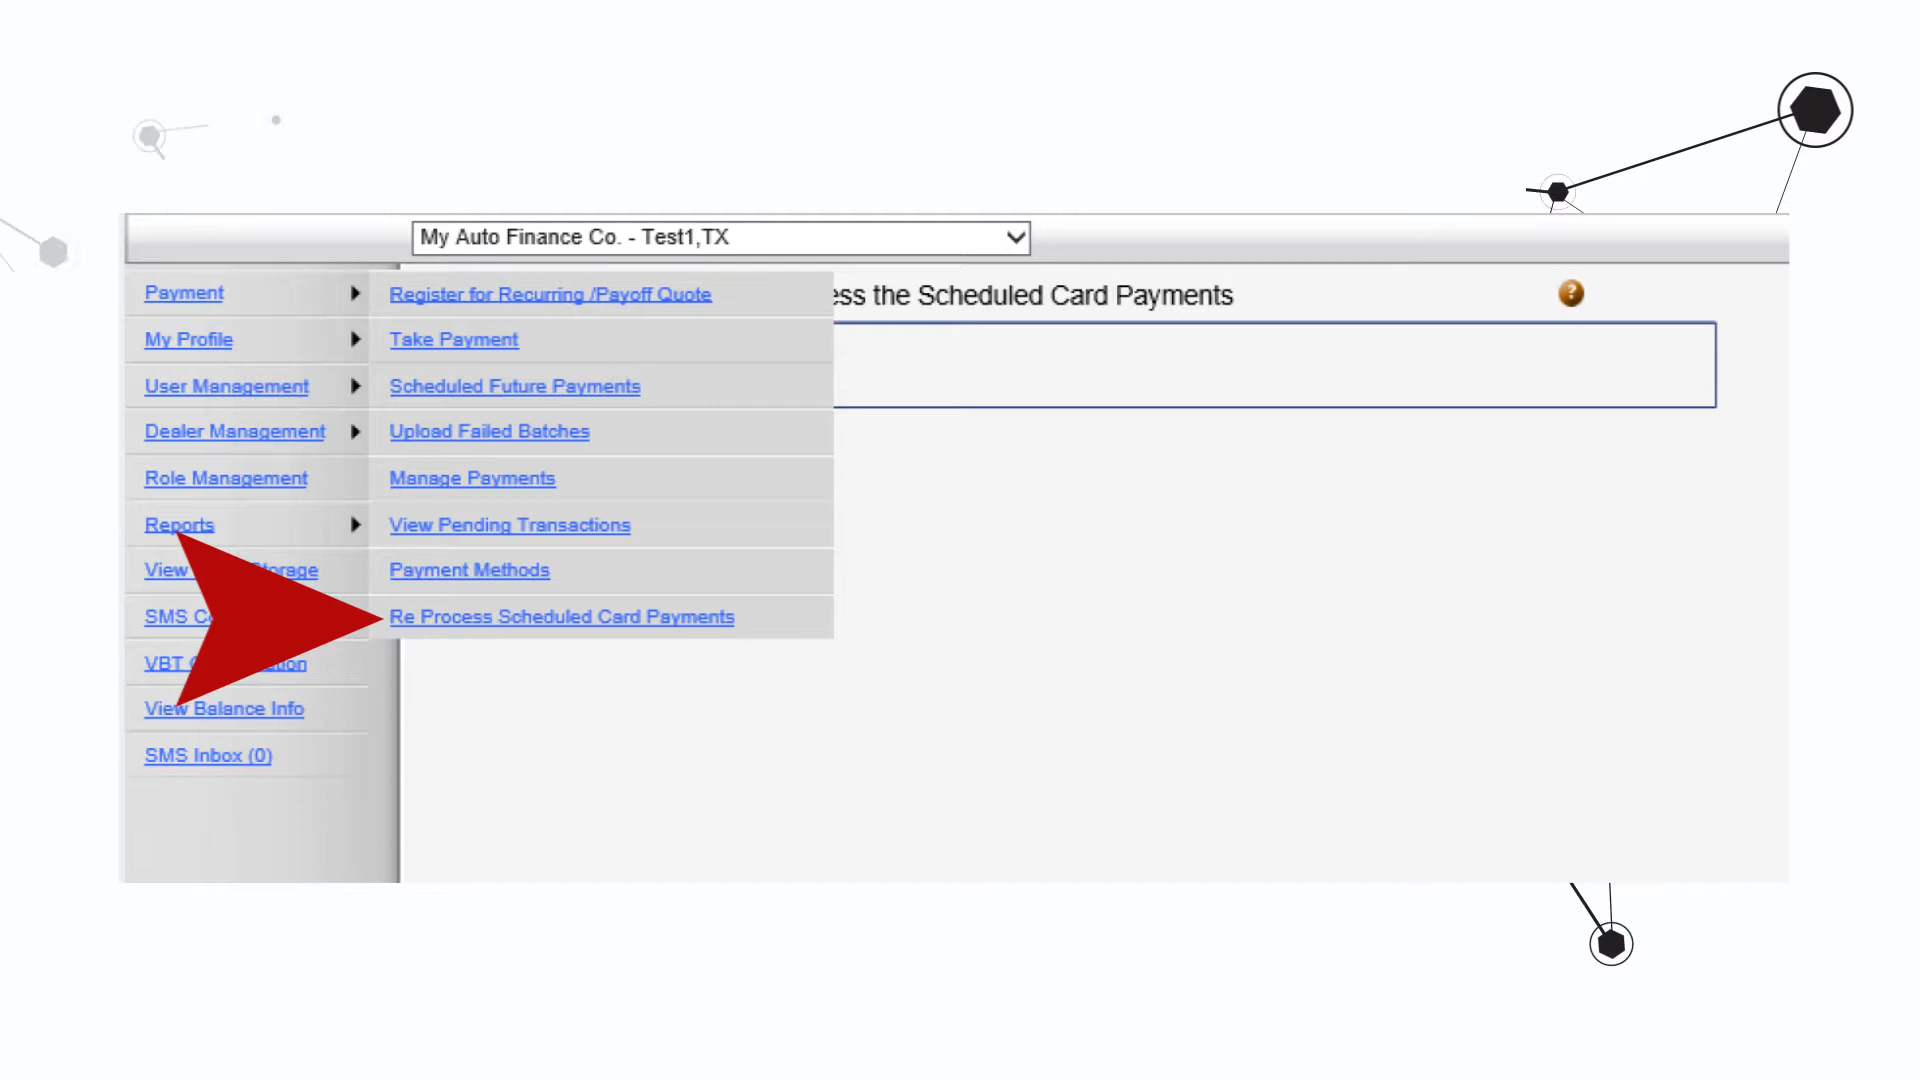 My Auto Finance Co. - Test1,TX
Payment
My Profile
User Management
Dealer Management
Role Management
Reports
View
SMS
VBT
View Balance Info
SMS Inbox (0)
Register for Recurring /Payoff Quote
Take Payment
Scheduled Future Payments
Upload Failed Batches
Manage Payments
View Pending Transactions
Payment Methods
Re Process Scheduled Card Payments
ess the Scheduled Card Payments
?